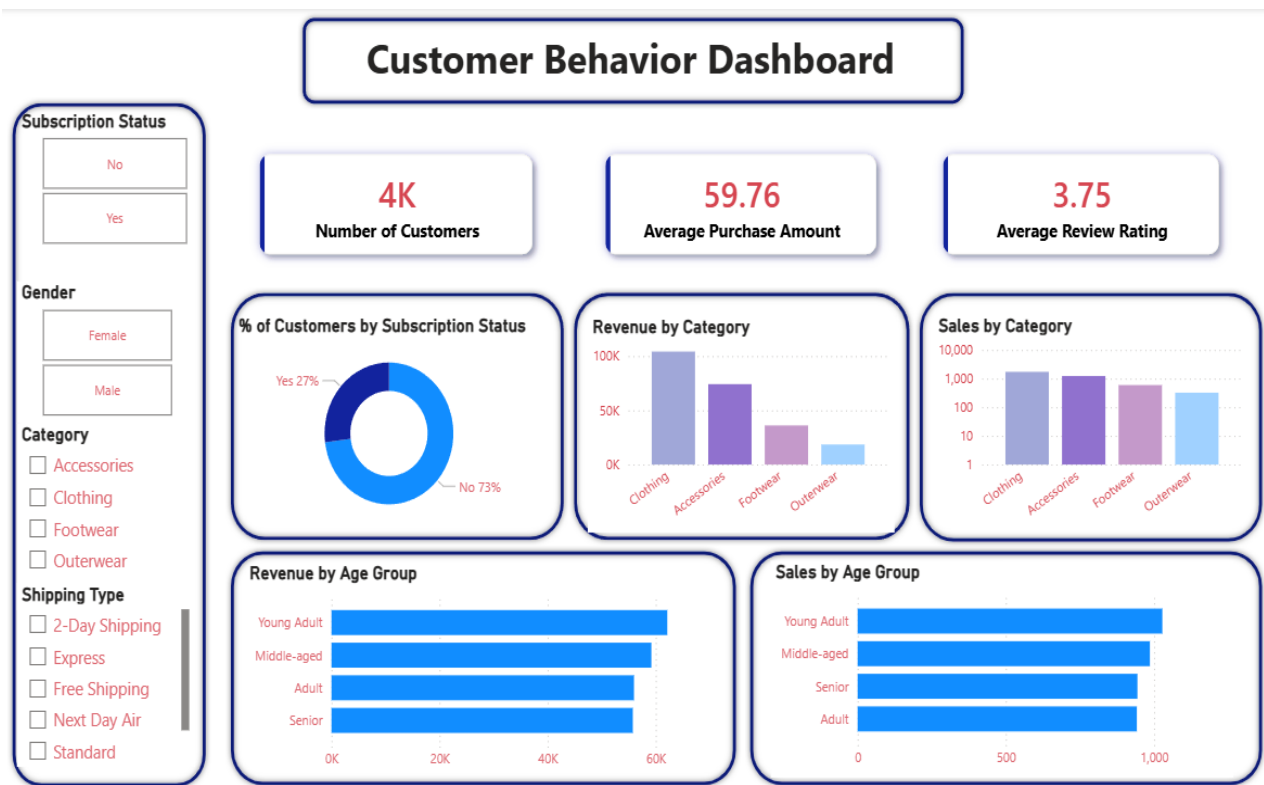 Customer Behavior Dashboard
Subscription Status
No
Yes
Gender
Female
Male
Category
Accessories
Clothing
Footwear
Outerwear
Shipping Type
2-Day Shipping
Express
Free Shipping
Next Day Air
Standard
4K
Number of Customers
59.76
Average Purchase Amount
3.75
Average Review Rating
% of Customers by Subscription Status
Yes 27%
No 73%
Revenue by Category
100K
50K
0K
Clothing
Accessories
Footwear
Outerwear
Sales by Category
10,000
1,000
100
10
1
Clothing
Accessories
Footwear
Outerwear
Revenue by Age Group
Young Adult
Middle-aged
Adult
Senior
0K 20K 40K 60K
Sales by Age Group
Young Adult
Middle-aged
Senior
Adult
0 500 1,000